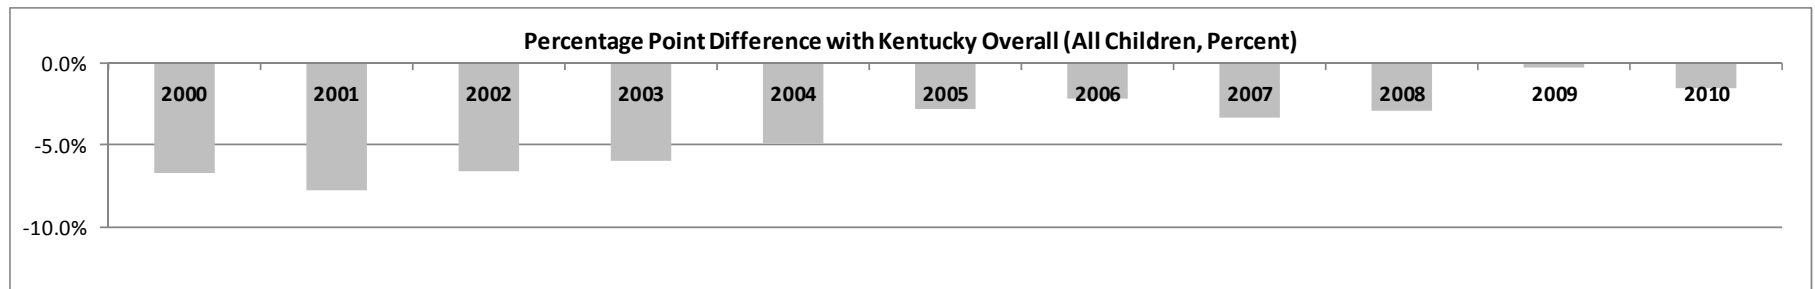 Percentage Point Difference with Kentucky Overall (All Children, Percent)
0.0%
2000 2001 2002 2003 2004 2005 2006 2007 2008 2009 2010
-5.0%
-10.0%